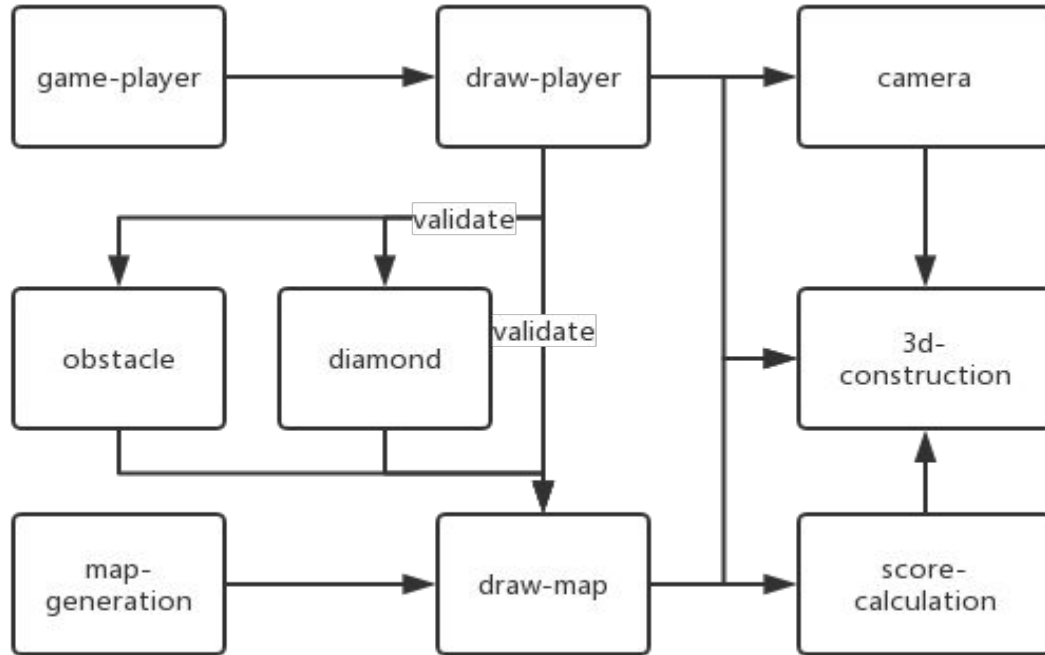 game-player
draw-player
camera
validate
validate
obstacle
diamond
3d-
construction
map-
generation
draw-map
score-
calculation